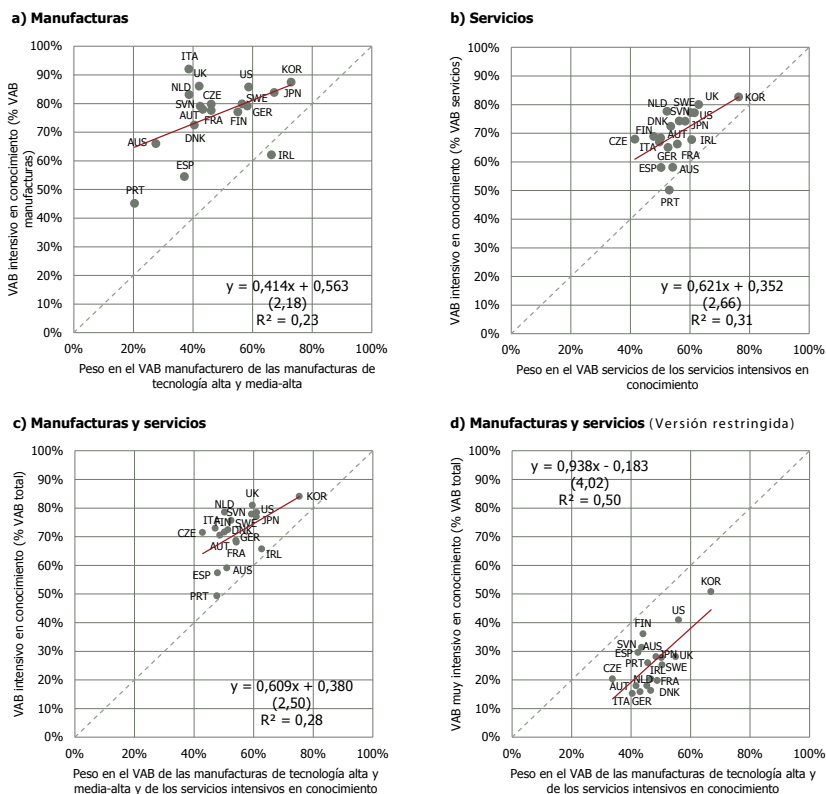 a) Manufacturas
VAB intensivo en conocimiento (% VAB
manufacturas)
100%
90%
80%
70%
60%
50%
40%
30%
20%
10%
0%
ITA
UK
US
KOR
NLD
CZE
SWE
JPN
SVN
AUT
FRA
FIN
GER
AUS
DNK
ESP
IRL
PRT
y = 0,414x + 0,563
(2,18)
R² = 0,23
0% 20% 40% 60% 80% 100%
Peso en el VAB manufacturero de las manufacturas de
tecnología alta y media-alta
b) Servicios
VAB intensivo en conocimiento (% VAB servicios)
100%
90%
80%
70%
60%
50%
40%
30%
20%
10%
0%
NLD
SWE
UK
KOR
SVN
US
DNK
JPN
FIN
AUT
CZE
ITA
IRL
GER
FRA
ESP
AUS
PRT
y = 0,621x + 0,352
(2,66)
R² = 0,31
0% 20% 40% 60% 80% 100%
Peso en el VAB servicios de los servicios intensivos en
conocimiento
c) Manufacturas y servicios
VAB intensivo en conocimiento (% VAB total)
100%
90%
80%
70%
60%
50%
40%
30%
20%
10%
0%
UK
KOR
NLD
SVN
US
ITA
FIN
SWE
JPN
CZE
DNK
GER
AUT
FRA
IRL
ESP
AUS
PRT
y = 0,609x + 0,380
(2,50)
R² = 0,28
0% 20% 40% 60% 80% 100%
Peso en el VAB de las manufacturas de tecnología alta y
media-alta y de los servicios intensivos en conocimiento
d) Manufacturas y servicios (Versión restringida)
VAB muy intensivo en conocimiento (% VAB total)
100%
90%
80%
70%
60%
50%
40%
30%
20%
10%
0%
y = 0,938x - 0,183
(4,02)
R² = 0,50
KOR
US
FIN
SVN
AUS
ESP
JPN
UK
PRT
SWE
CZE
IRL
AUT
NLD
FRA
ITA
GER
DNK
0% 20% 40% 60% 80% 100%
Peso en el VAB de las manufacturas de tecnología alta y
de los servicios intensivos en conocimiento